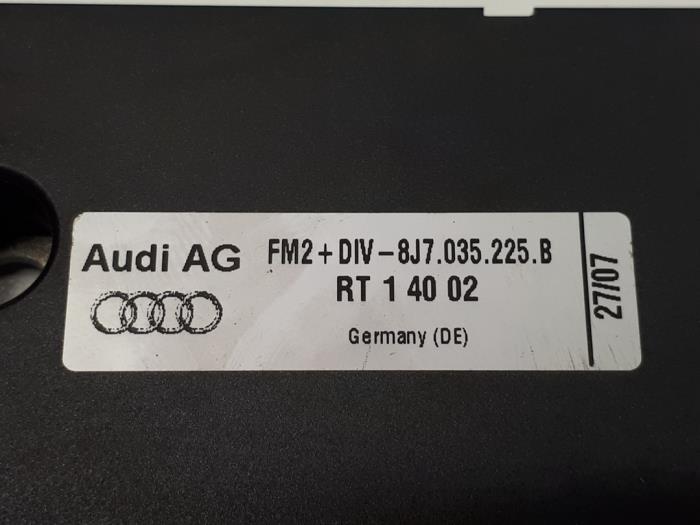 Audi AG FM2+DIV-8J7.035.225.B
RT 1 40 02
Germany (DE)
27/07